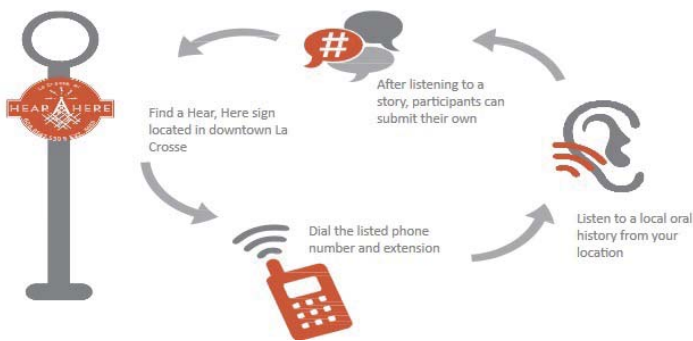 HEAR HERE
Find a Hear, Here sign
located in downtown La
Crosse
Dial the listed phone
number and extension
Listen to a local oral
history from your
location
#
After listening to a
story, participants can
submit their own